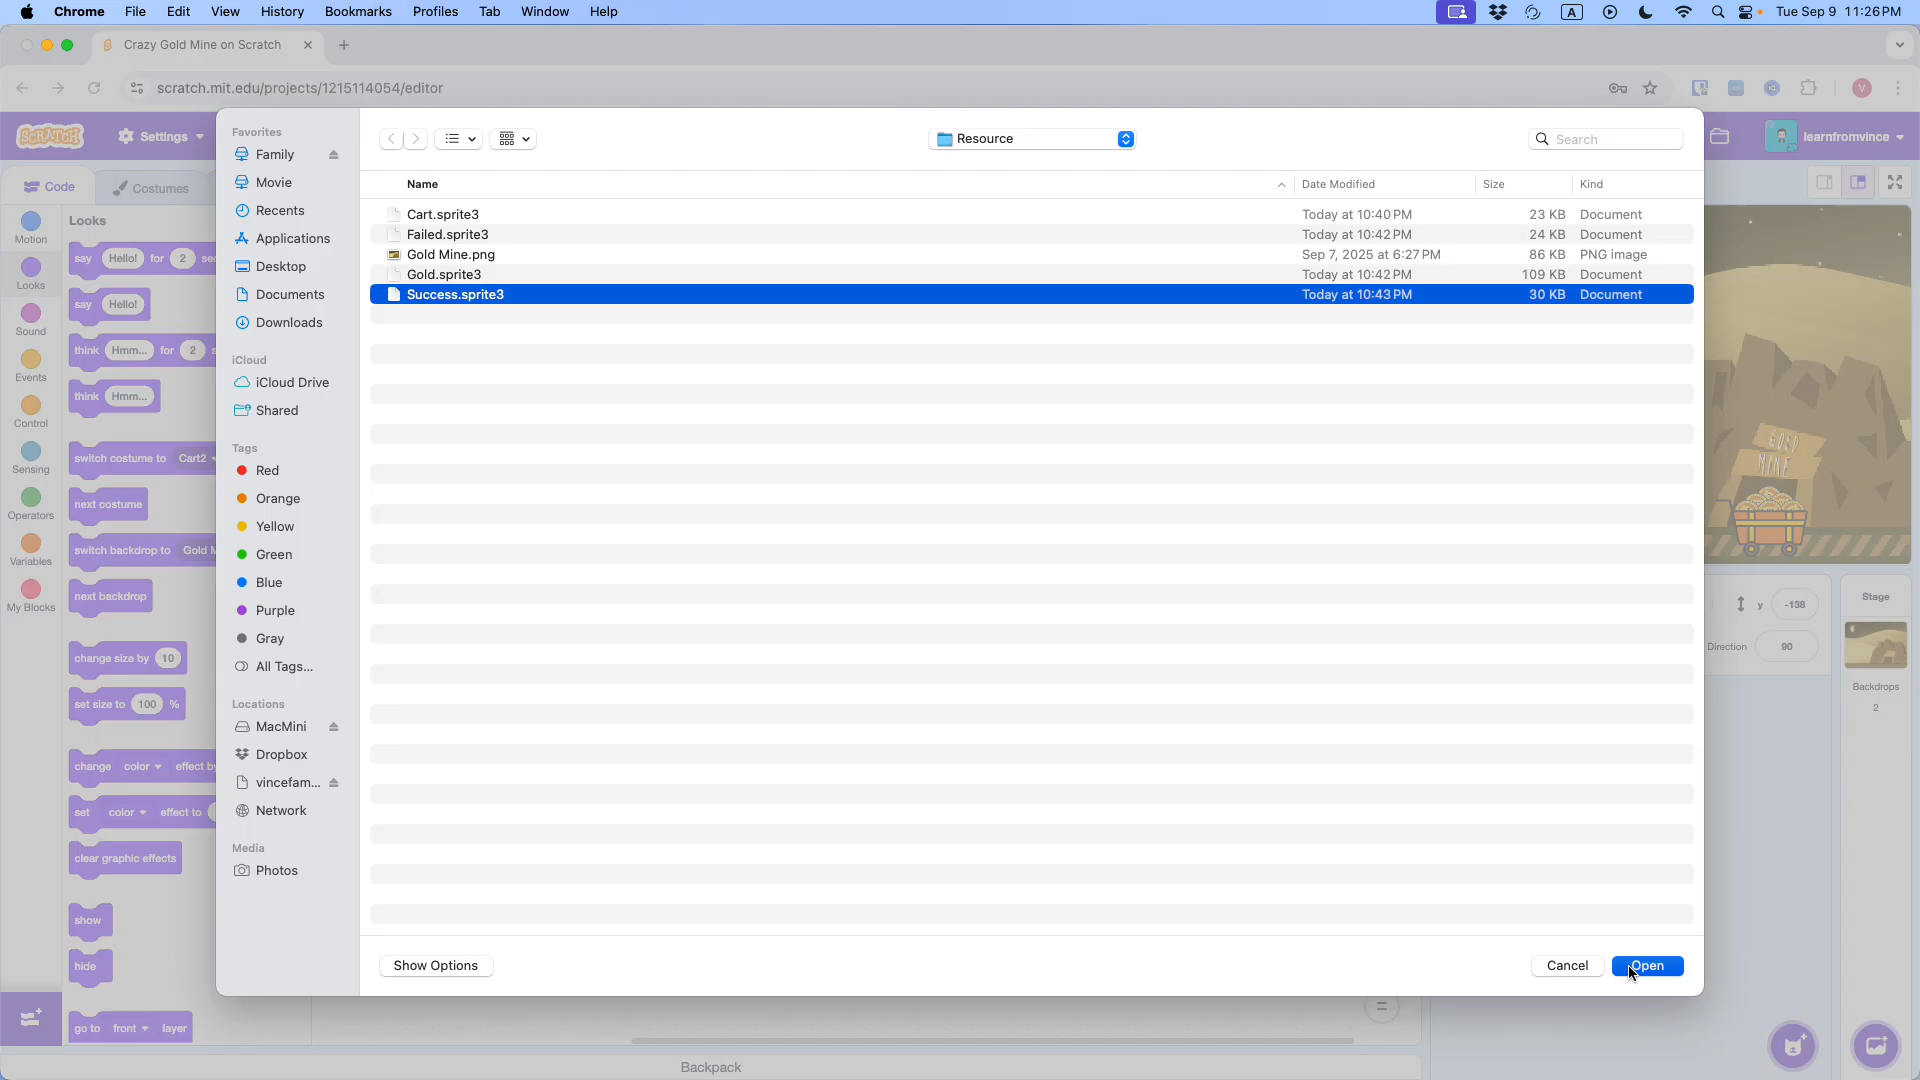 Chrome File Edit View History Bookmarks Profiles Tab Window Help
A
Tue Sep 9 11:26 PM
Crazy Gold Mine on Scratch
scratch.mit.edu/projects/1215114054/editor
V
SCRATCH
Settings
learnfromvince
Code
Costumes
Motion
Looks
Sound
Events
Control
Sensing
Operators
Variables
My Blocks
Looks
say Hello! for 2
say Hello!
think Hmm... for 2
think Hmm...
switch costume to Cart2
next costume
switch backdrop to Gold
next backdrop
change size by 10
set size to 100 %
change color effect by
set color effect to
clear graphic effects
show
hide
go to front layer
Favorites
Family
Movie
Recents
Applications
Desktop
Documents
Downloads
iCloud
iCloud Drive
Shared
Tags
Red
Orange
Yellow
Green
Blue
Purple
Gray
All Tags...
Locations
MacMini
Dropbox
vincefam...
Network
Media
Photos
Resource
Search
Name Date Modified Size Kind
Cart.sprite3 Today at 10:40 PM 23 KB Document
Failed.sprite3 Today at 10:42 PM 24 KB Document
Gold Mine.png Sep 7, 2025 at 6:27 PM 86 KB PNG image
Gold.sprite3 Today at 10:42 PM 109 KB Document
Success.sprite3 Today at 10:43 PM 30 KB Document
Show Options
Cancel
Open
GOLD
MINE
y -138
Direction 90
Stage
Backdrops
2
Backpack